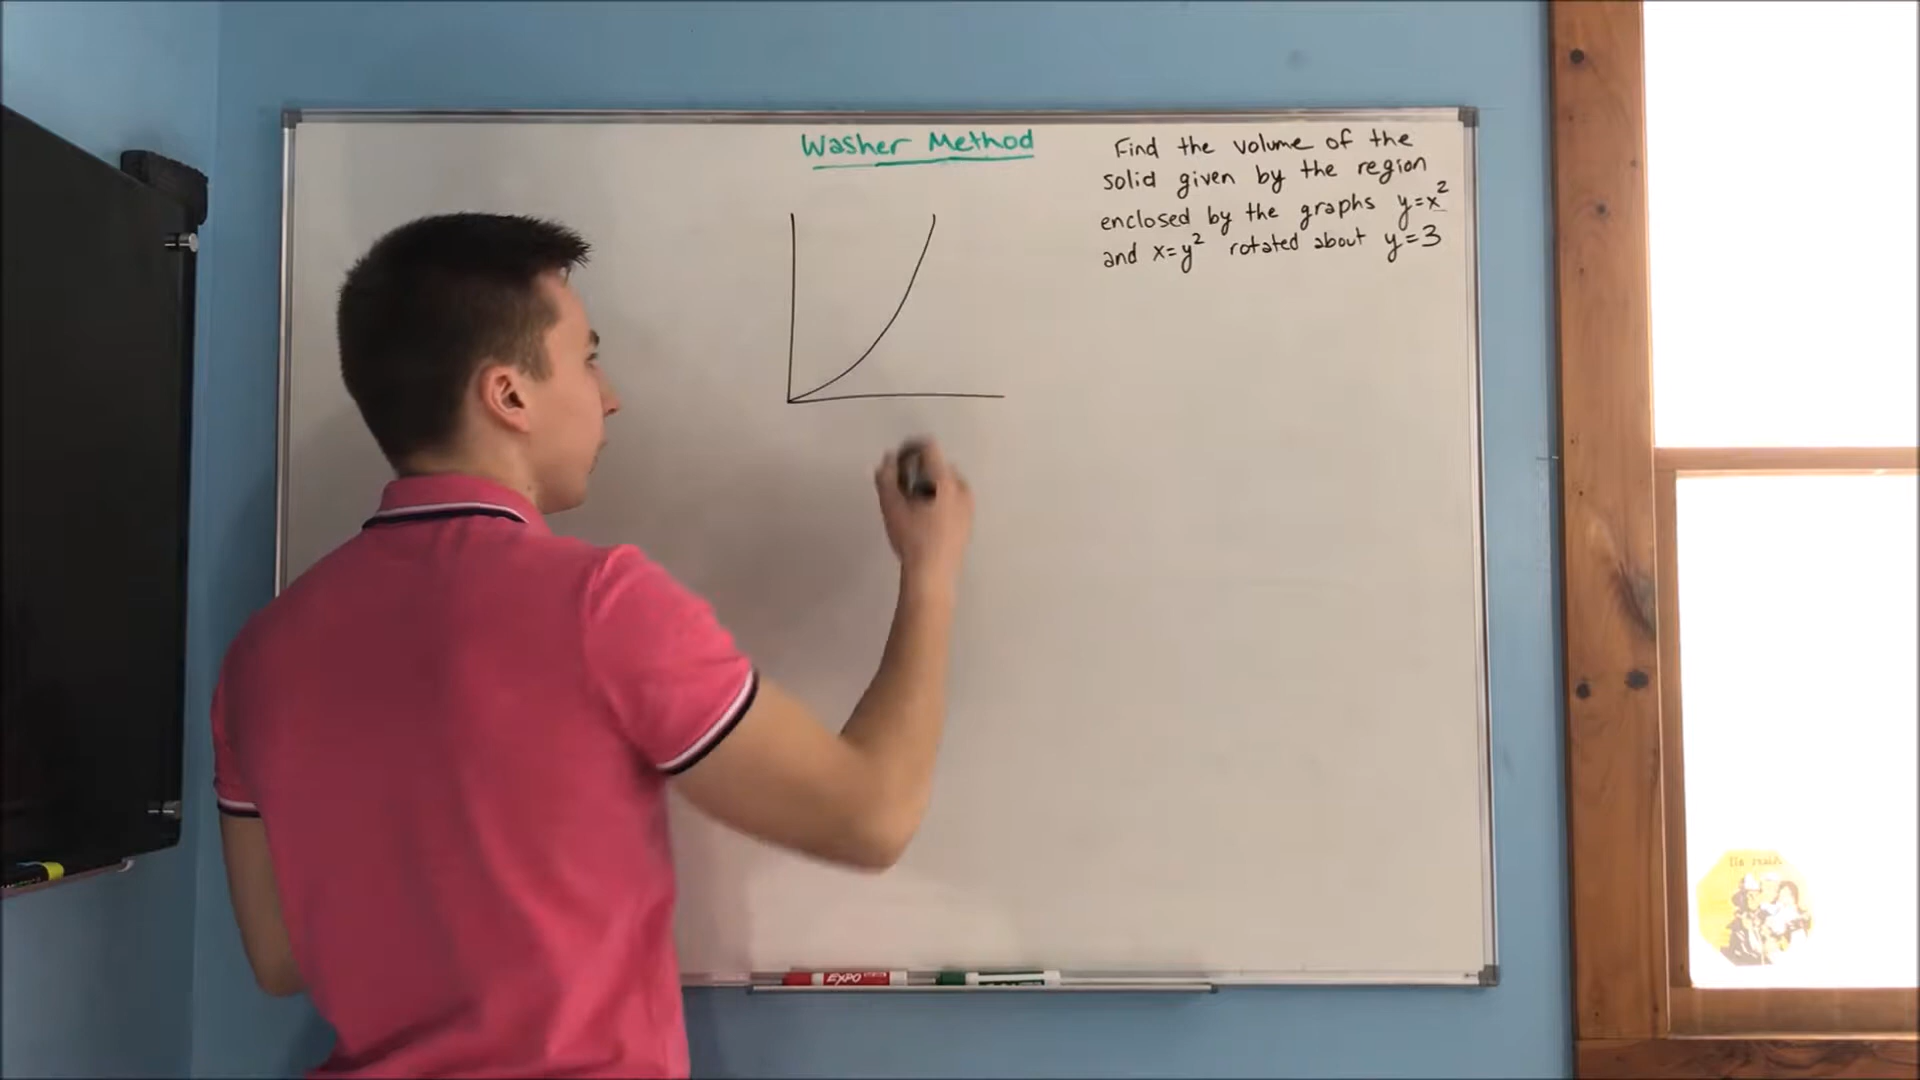 Washer Method
Find the volume of the
solid given by the region
enclosed by the graphs y=x²
and x=y² rotated about y=3
EXPO